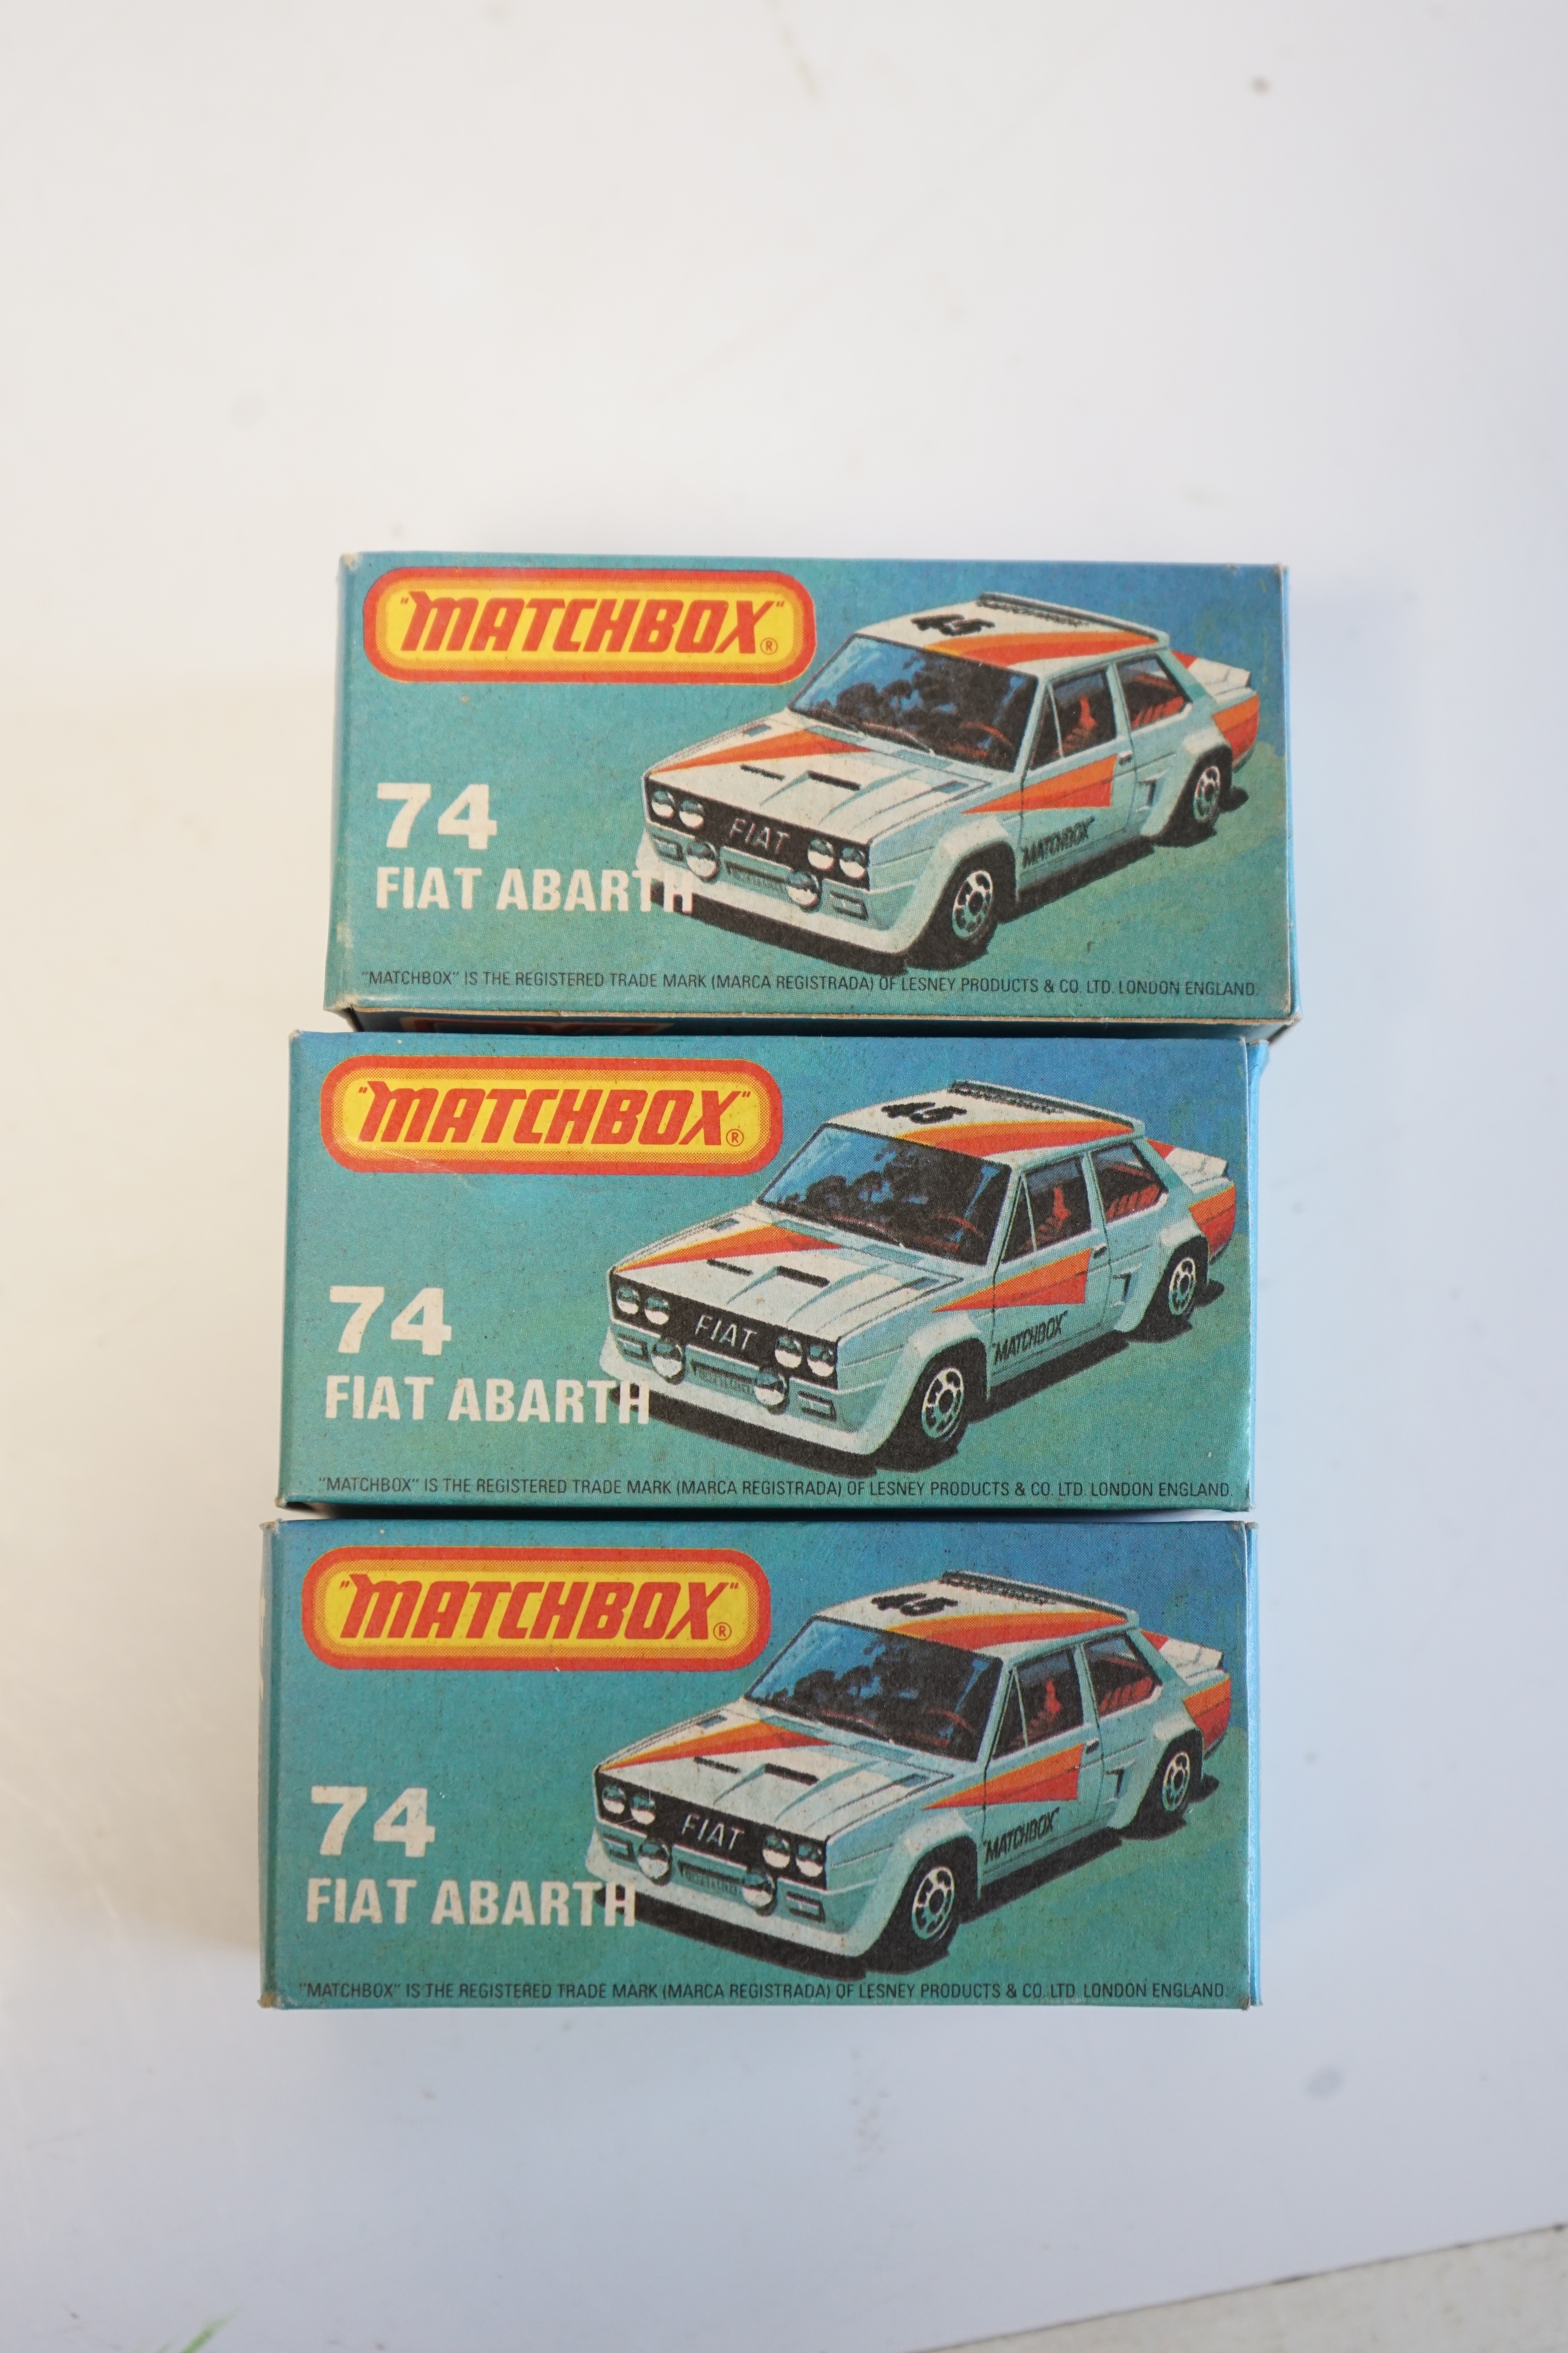 "MATCHBOX"®
45
74
FIAT
"MATCHBOX"
FIAT ABARTH
"MATCHBOX" IS THE REGISTERED TRADE MARK (MARCA REGISTRADA) OF LESNEY PRODUCTS & CO. LTD. LONDON ENGLAND.
"MATCHBOX"®
45
74
FIAT
"MATCHBOX"
FIAT ABARTH
"MATCHBOX" IS THE REGISTERED TRADE MARK (MARCA REGISTRADA) OF LESNEY PRODUCTS & CO. LTD. LONDON ENGLAND.
"MATCHBOX"®
45
74
FIAT
"MATCHBOX"
FIAT ABARTH
"MATCHBOX" IS THE REGISTERED TRADE MARK (MARCA REGISTRADA) OF LESNEY PRODUCTS & CO. LTD. LONDON ENGLAND.